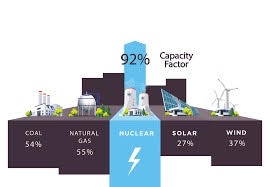 92%
Capacity
Factor
COAL
54%
NATURAL
GAS
55%
NUCLEAR
SOLAR
27%
WIND
37%